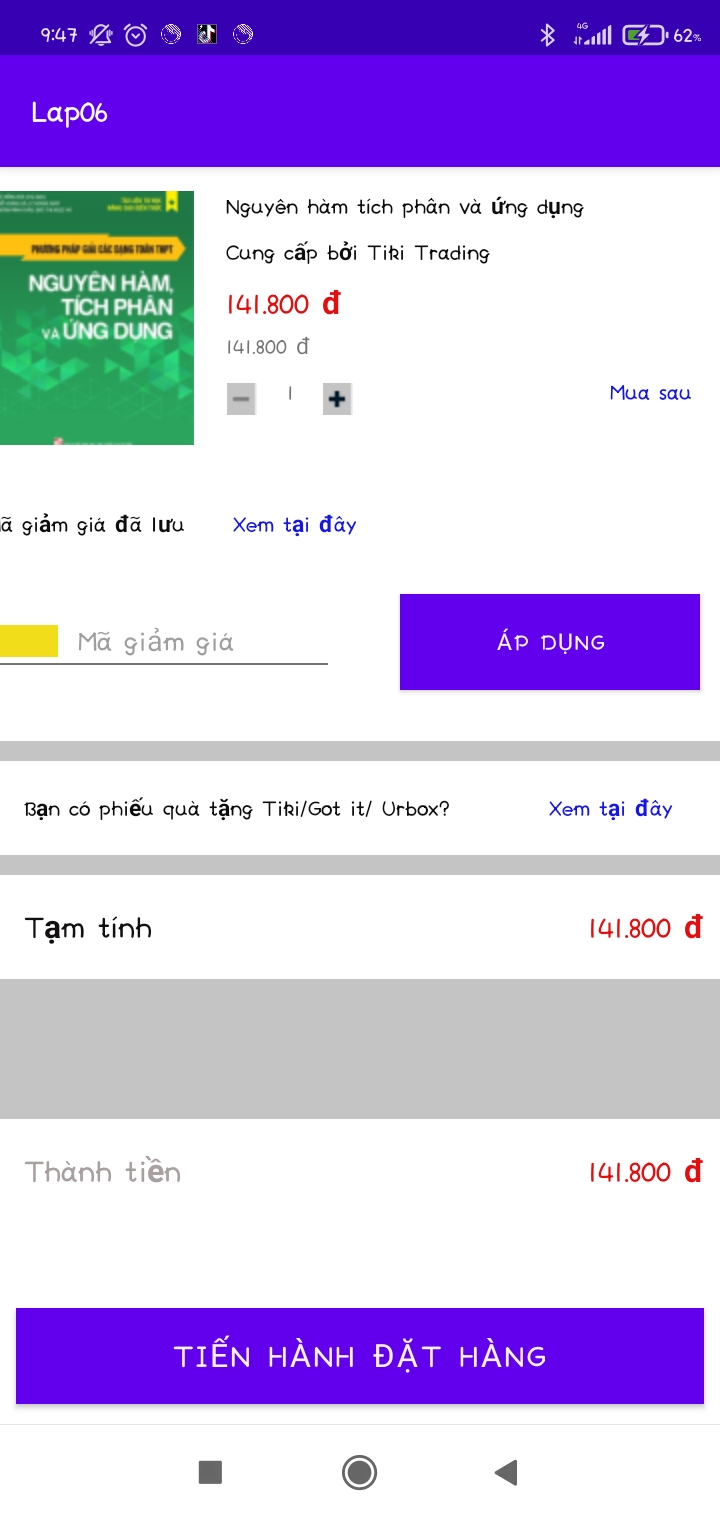 9:47
4G
62%
Lap06
PHƯƠNG PHÁP GIẢI CÁC DẠNG TOÁN THPT
NGUYÊN HÀM,
TÍCH PHÂN
VÀ ỨNG DỤNG
Nguyên hàm tích phân và ứng dụng
Cung cấp bởi Tiki Trading
141.800 đ
141.800 đ
1
Mua sau
ã giảm giá đã lưu Xem tại đây
Mã giảm giá
ÁP DỤNG
Bạn có phiếu quà tặng Tiki/Got it/ Urbox? Xem tại đây
Tạm tính 141.800 đ
Thành tiền 141.800 đ
TIẾN HÀNH ĐẶT HÀNG